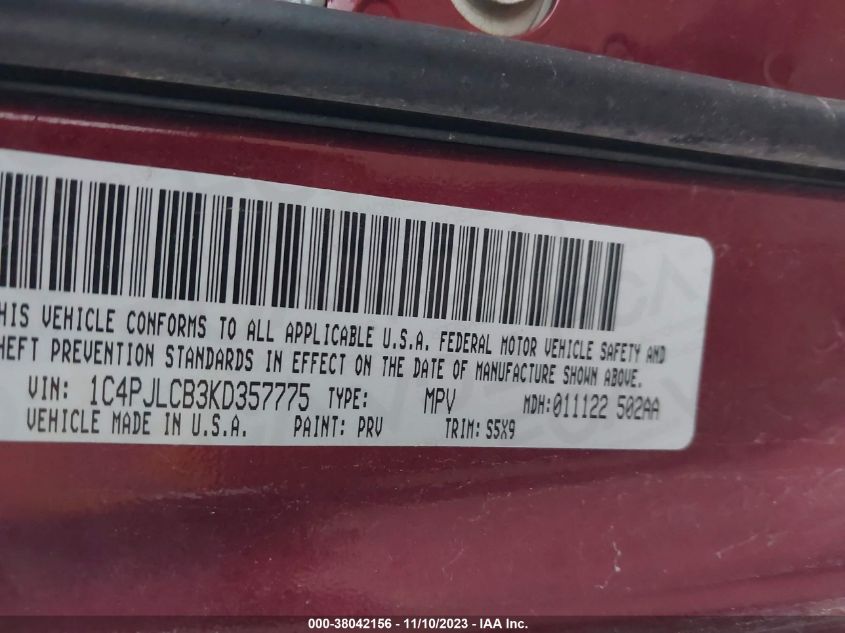 HIS VEHICLE CONFORMS TO ALL APPLICABLE U.S.A. FEDERAL MOTOR VEHICLE SAFETY AND
HEFT PREVENTION STANDARDS IN EFFECT ON THE DATE OF MANUFACTURE SHOWN ABOVE.
VIN: 1C4PJLCB3KD357775 TYPE: MPV MDH:011122 502AA
VEHICLE MADE IN U.S.A. PAINT: PRV TRIM: S5X9
000-38042156 — 11/10/2023 — IAA Inc.